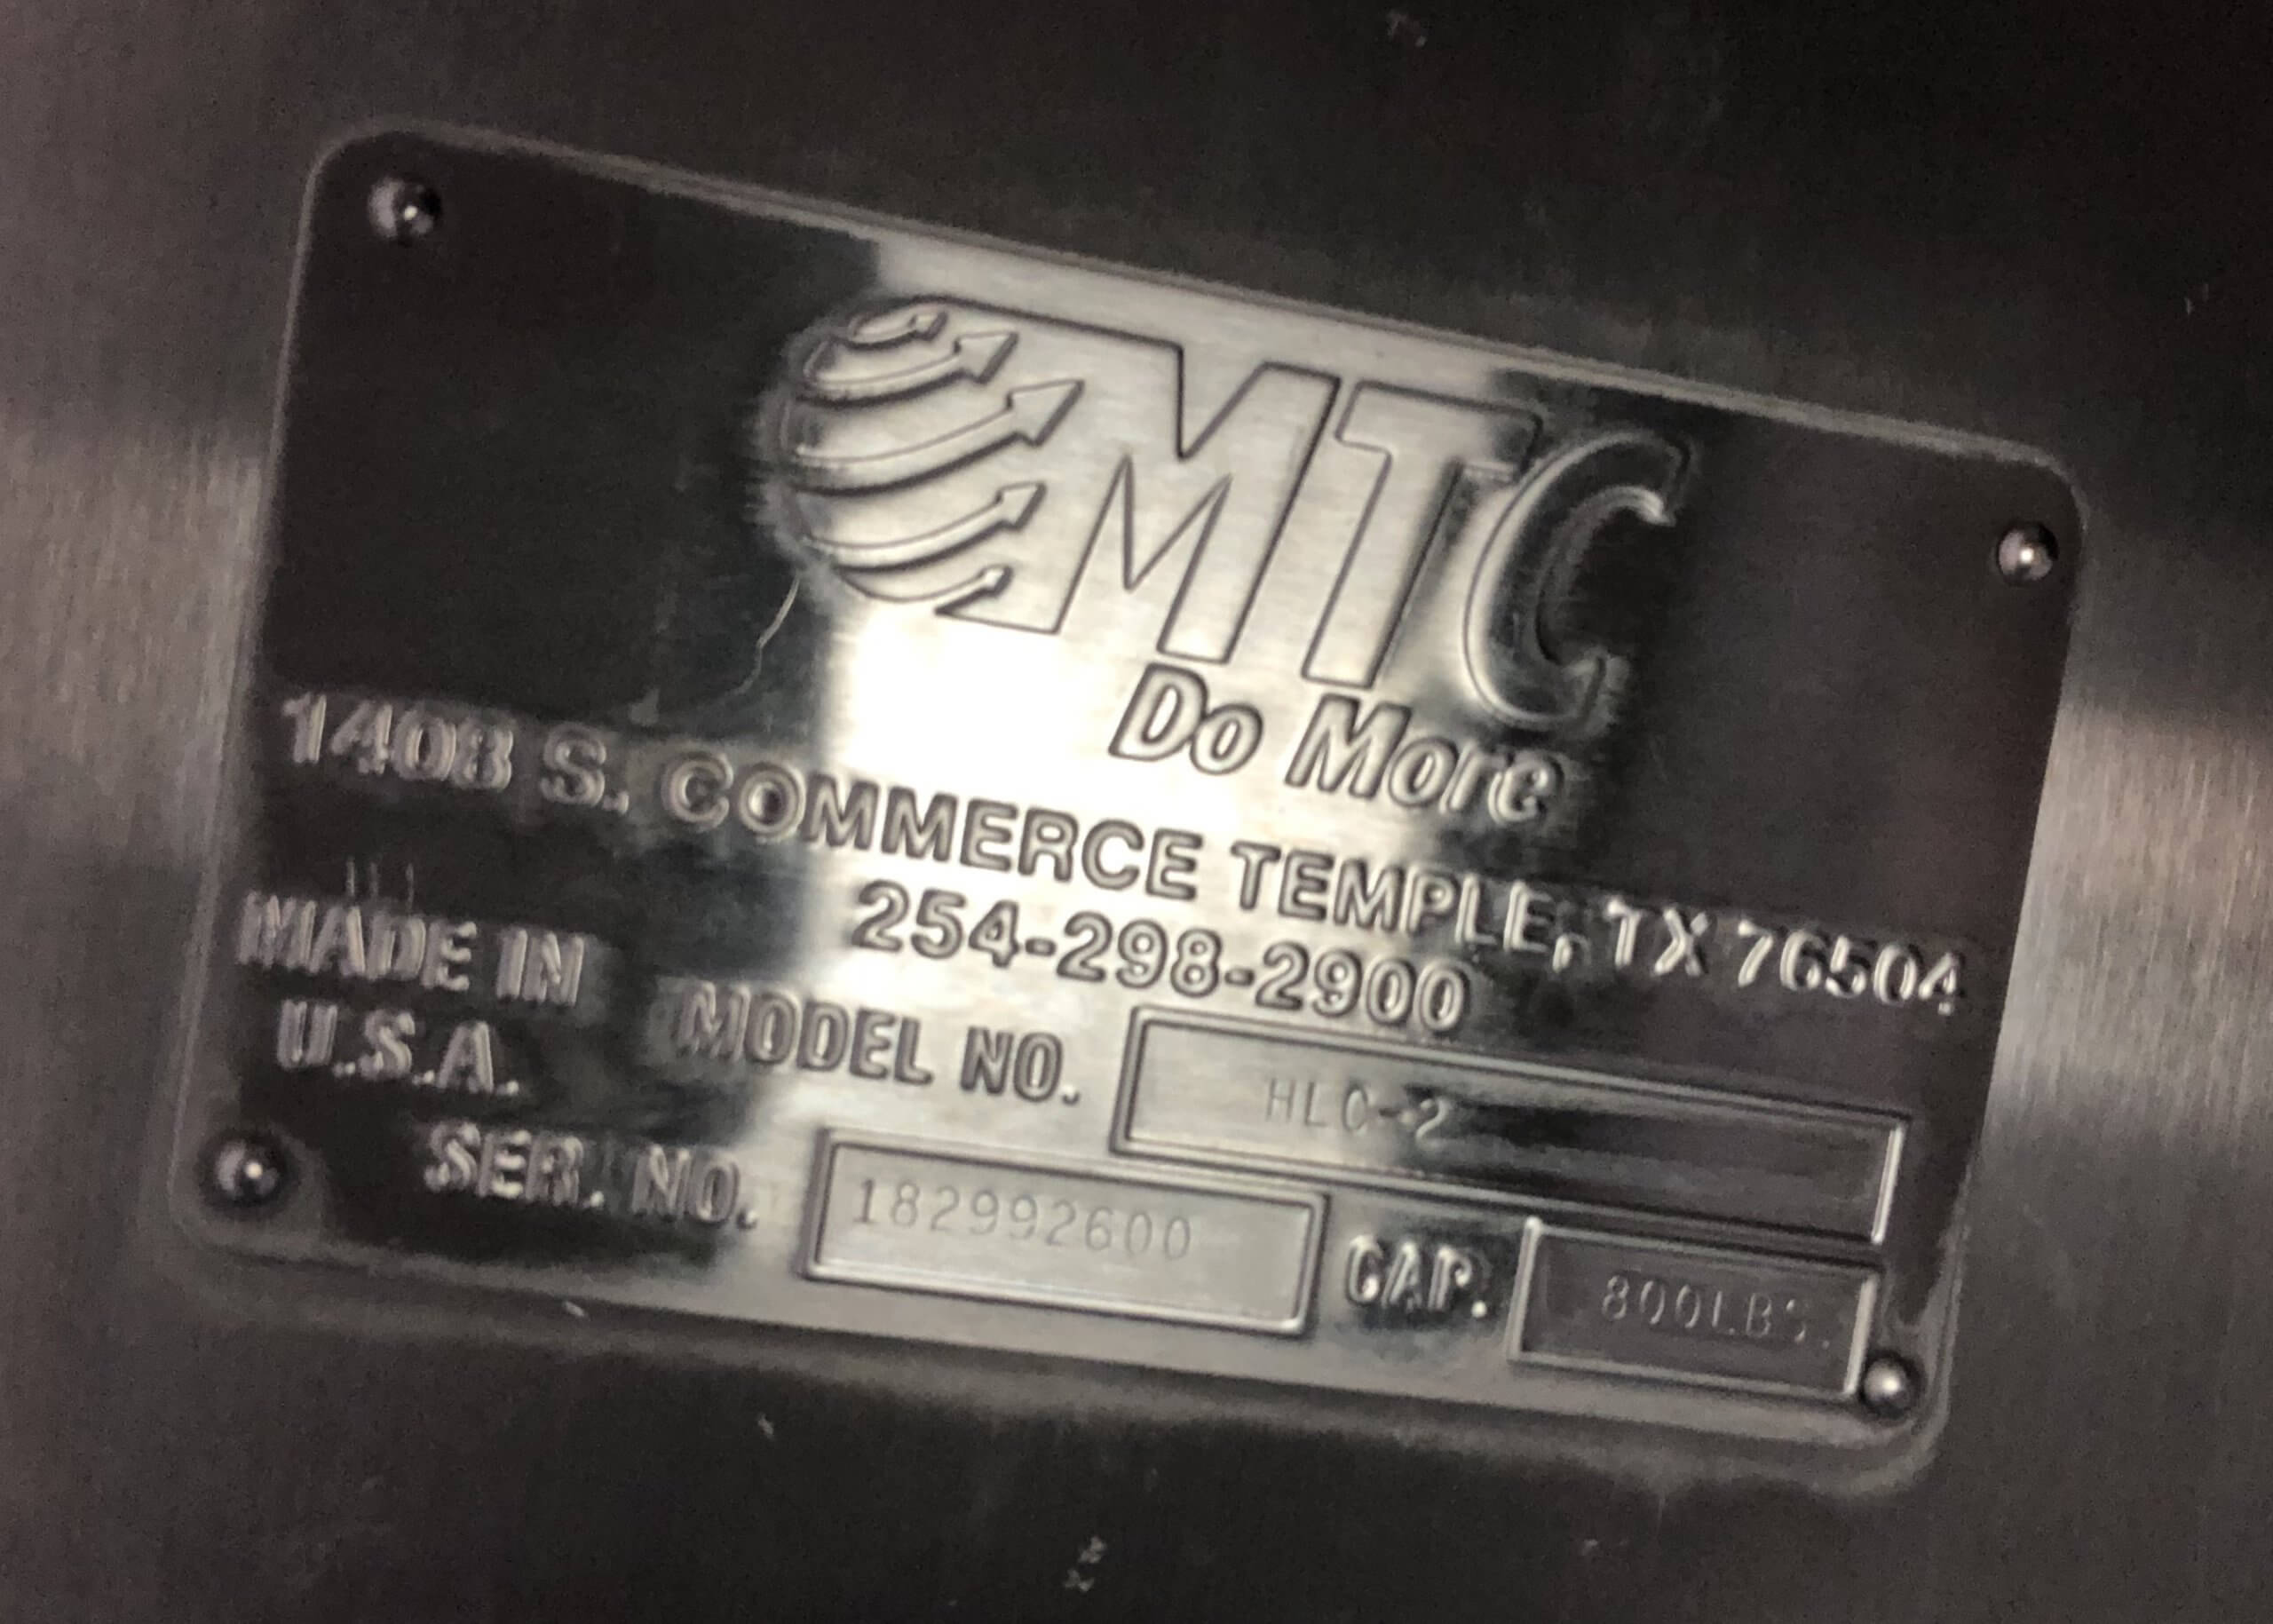 MTC
Do More
1408 S. COMMERCE TEMPLE, TX 76504
254-298-2900
MADE IN
U.S.A.
MODEL NO. HLC-2
SER. NO. 182992600 CAP. 800LBS.